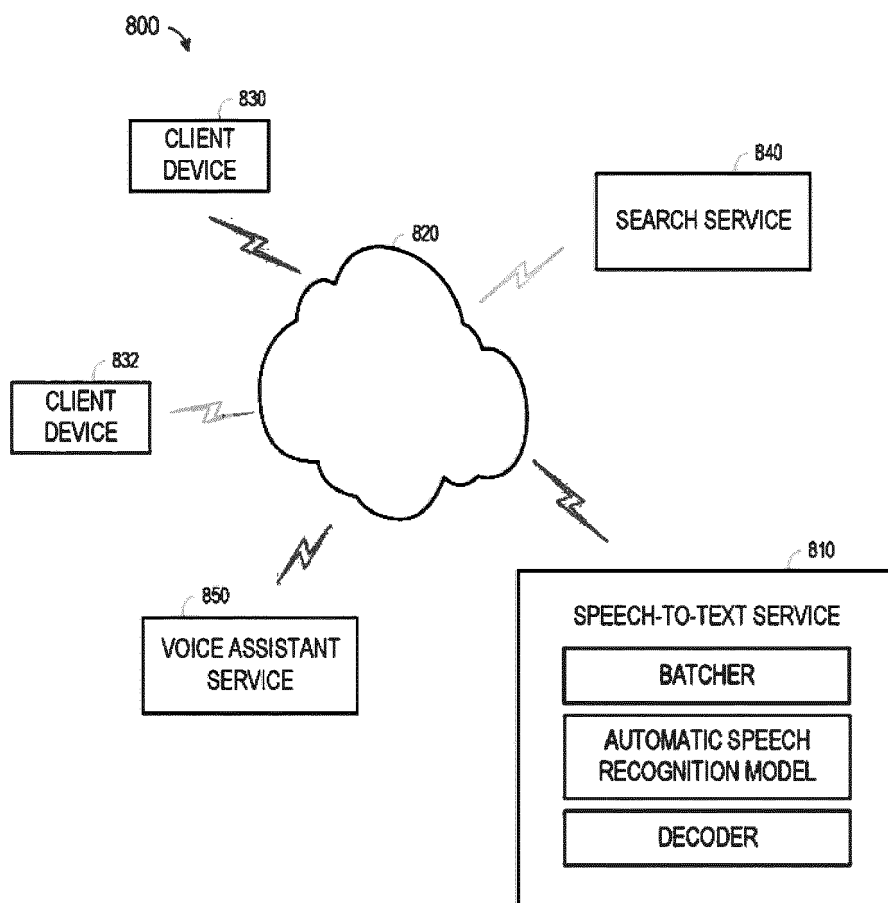 800
830
CLIENT
DEVICE
840
SEARCH SERVICE
820
832
CLIENT
DEVICE
850
VOICE ASSISTANT
SERVICE
810
SPEECH-TO-TEXT SERVICE
BATCHER
AUTOMATIC SPEECH
RECOGNITION MODEL
DECODER